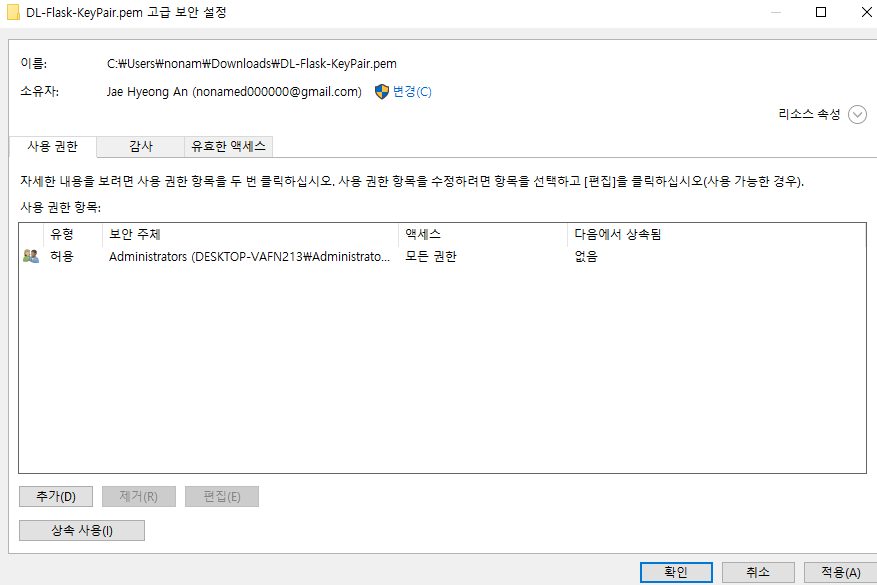 DL-Flask-KeyPair.pem 고급 보안 설정
이름: C:₩Users₩nonam₩Downloads₩DL-Flask-KeyPair.pem
소유자: Jae Hyeong An (nonamed000000@gmail.com) 변경(C)
리소스 속성
사용 권한 감사 유효한 액세스
자세한 내용을 보려면 사용 권한 항목을 두 번 클릭하십시오. 사용 권한 항목을 수정하려면 항목을 선택하고 [편집]을 클릭하십시오(사용 가능한 경우).
사용 권한 항목:
유형 보안 주체 액세스 다음에서 상속됨
허용 Administrators (DESKTOP-VAFN213₩Administrato... 모든 권한 없음
추가(D) 제거(R) 편집(E)
상속 사용(I)
확인 취소 적용(A)